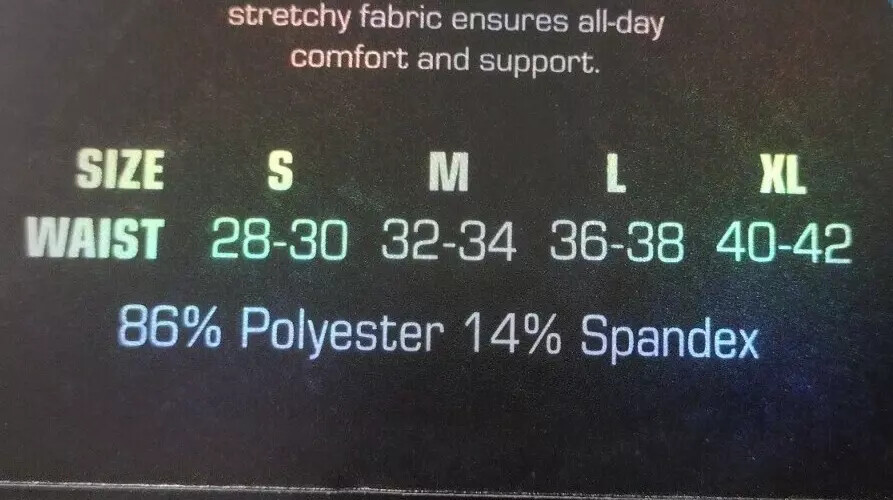 stretchy fabric ensures all-day
comfort and support.
SIZE S M L XL
WAIST 28-30 32-34 36-38 40-42
86% Polyester 14% Spandex